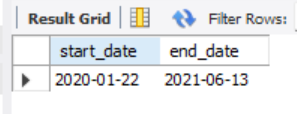 Result Grid Filter Rows:
start_date end_date
2020-01-22 2021-06-13